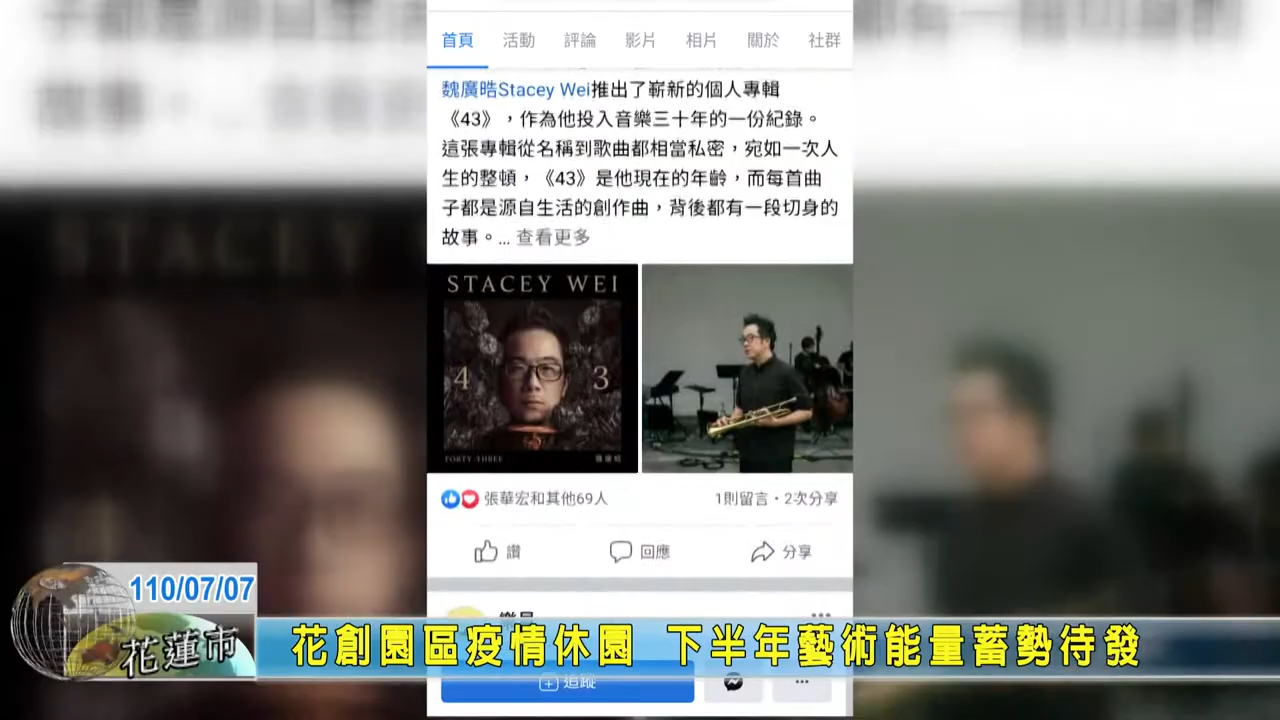 首頁 活動 評論 影片 相片 關於 社群
魏廣晧Stacey Wei推出了嶄新的個人專輯
《43》，作為他投入音樂三十年的一份紀錄。
這張專輯從名稱到歌曲都相當私密，宛如一次人
生的整頓，《43》是他現在的年齡，而每首曲
子都是源自生活的創作曲，背後都有一段切身的
故事。... 查看更多
STACEY WEI
4 3
FORTY-THREE 魏廣晧
張華宏和其他69人 1則留言・2次分享
讚 回應 分享
110/07/07
花蓮市
花創園區疫情休園 下半年藝術能量蓄勢待發
追蹤